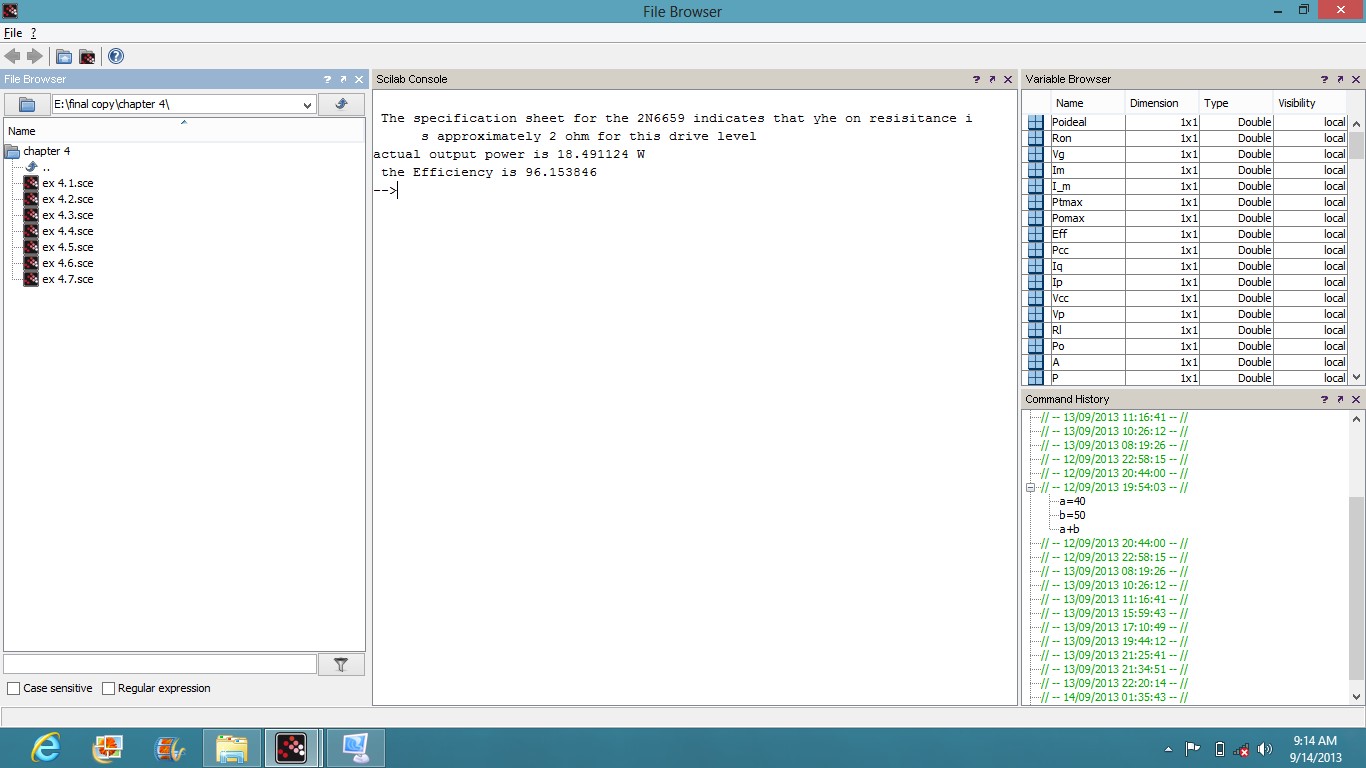 File Browser
File ?
File Browser ?
E:\final copy\chapter 4\
Name
chapter 4
..
ex 4.1.sce
ex 4.2.sce
ex 4.3.sce
ex 4.4.sce
ex 4.5.sce
ex 4.6.sce
ex 4.7.sce
Case sensitive Regular expression
Scilab Console ?
The specification sheet for the 2N6659 indicates that yhe on resisitance i
s approximately 2 ohm for this drive level
actual output power is 18.491124 W
the Efficiency is 96.153846
-->
Variable Browser ?
Name Dimension Type Visibility
Poideal 1x1 Double local
Ron 1x1 Double local
Vg 1x1 Double local
Im 1x1 Double local
I_m 1x1 Double local
Ptmax 1x1 Double local
Pomax 1x1 Double local
Eff 1x1 Double local
Pcc 1x1 Double local
Iq 1x1 Double local
Ip 1x1 Double local
Vcc 1x1 Double local
Vp 1x1 Double local
Rl 1x1 Double local
Po 1x1 Double local
A 1x1 Double local
P 1x1 Double local
Command History ?
// -- 13/09/2013 11:16:41 -- //
// -- 13/09/2013 10:26:12 -- //
// -- 13/09/2013 08:19:26 -- //
// -- 12/09/2013 22:58:15 -- //
// -- 12/09/2013 20:44:00 -- //
// -- 12/09/2013 19:54:03 -- //
a=40
b=50
a+b
// -- 12/09/2013 20:44:00 -- //
// -- 12/09/2013 22:58:15 -- //
// -- 13/09/2013 08:19:26 -- //
// -- 13/09/2013 10:26:12 -- //
// -- 13/09/2013 11:16:41 -- //
// -- 13/09/2013 15:59:43 -- //
// -- 13/09/2013 17:10:49 -- //
// -- 13/09/2013 19:44:12 -- //
// -- 13/09/2013 21:25:41 -- //
// -- 13/09/2013 21:34:51 -- //
// -- 13/09/2013 22:20:14 -- //
// -- 14/09/2013 01:35:43 -- //
9:14 AM
9/14/2013